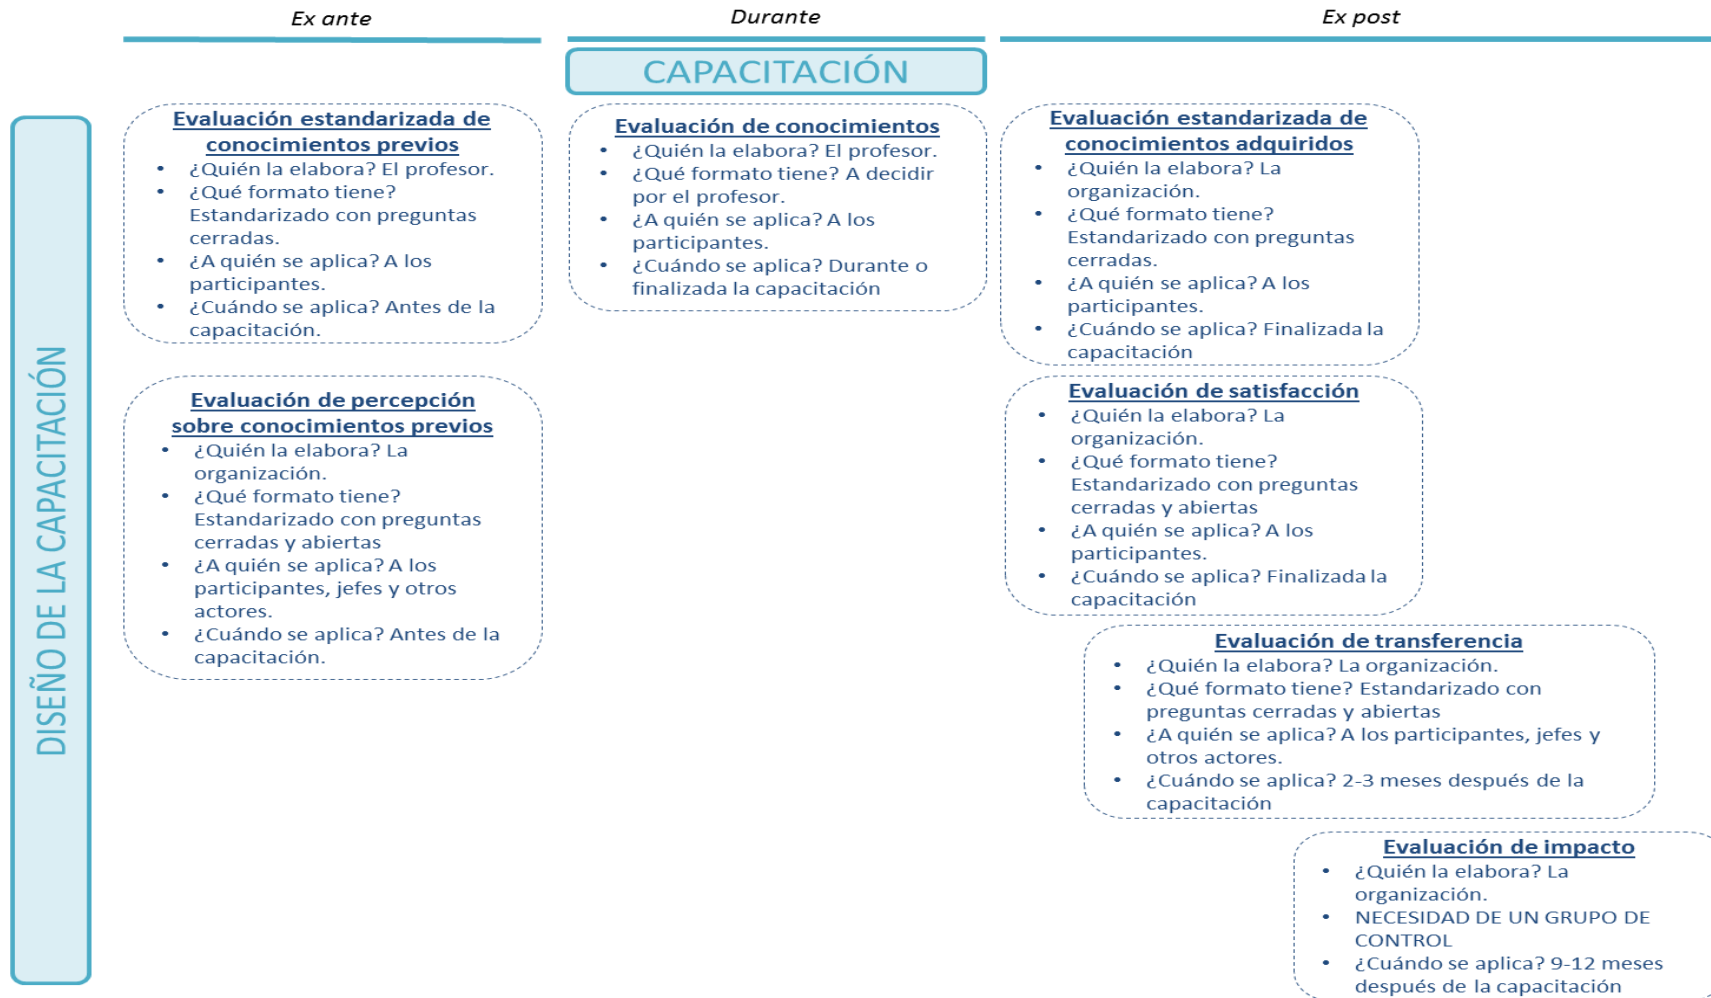 Ex ante
Durante
Ex post
CAPACITACIÓN
DISEÑO DE LA CAPACITACIÓN
Evaluación estandarizada de
conocimientos previos
• ¿Quién la elabora? El profesor.
• ¿Qué formato tiene?
Estandarizado con preguntas
cerradas.
• ¿A quién se aplica? A los
participantes.
• ¿Cuándo se aplica? Antes de la
capacitación.
Evaluación de percepción
sobre conocimientos previos
• ¿Quién la elabora? La
organización.
• ¿Qué formato tiene?
Estandarizado con preguntas
cerradas y abiertas
• ¿A quién se aplica? A los
participantes, jefes y otros
actores.
• ¿Cuándo se aplica? Antes de la
capacitación.
Evaluación de conocimientos
• ¿Quién la elabora? El profesor.
• ¿Qué formato tiene? A decidir
por el profesor.
• ¿A quién se aplica? A los
participantes.
• ¿Cuándo se aplica? Durante o
finalizada la capacitación
Evaluación estandarizada de
conocimientos adquiridos
• ¿Quién la elabora? La
organización.
• ¿Qué formato tiene?
Estandarizado con preguntas
cerradas.
• ¿A quién se aplica? A los
participantes.
• ¿Cuándo se aplica? Finalizada la
capacitación
Evaluación de satisfacción
• ¿Quién la elabora? La
organización.
• ¿Qué formato tiene?
Estandarizado con preguntas
cerradas y abiertas
• ¿A quién se aplica? A los
participantes.
• ¿Cuándo se aplica? Finalizada la
capacitación
Evaluación de transferencia
• ¿Quién la elabora? La organización.
• ¿Qué formato tiene? Estandarizado con
preguntas cerradas y abiertas
• ¿A quién se aplica? A los participantes, jefes y
otros actores.
• ¿Cuándo se aplica? 2-3 meses después de la
capacitación
Evaluación de impacto
• ¿Quién la elabora? La
organización.
• NECESIDAD DE UN GRUPO DE
CONTROL
• ¿Cuándo se aplica? 9-12 meses
después de la capacitación